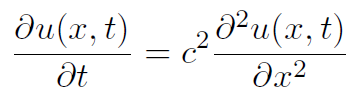 ∂u(x, t)/∂t = c² ∂²u(x, t)/∂x²